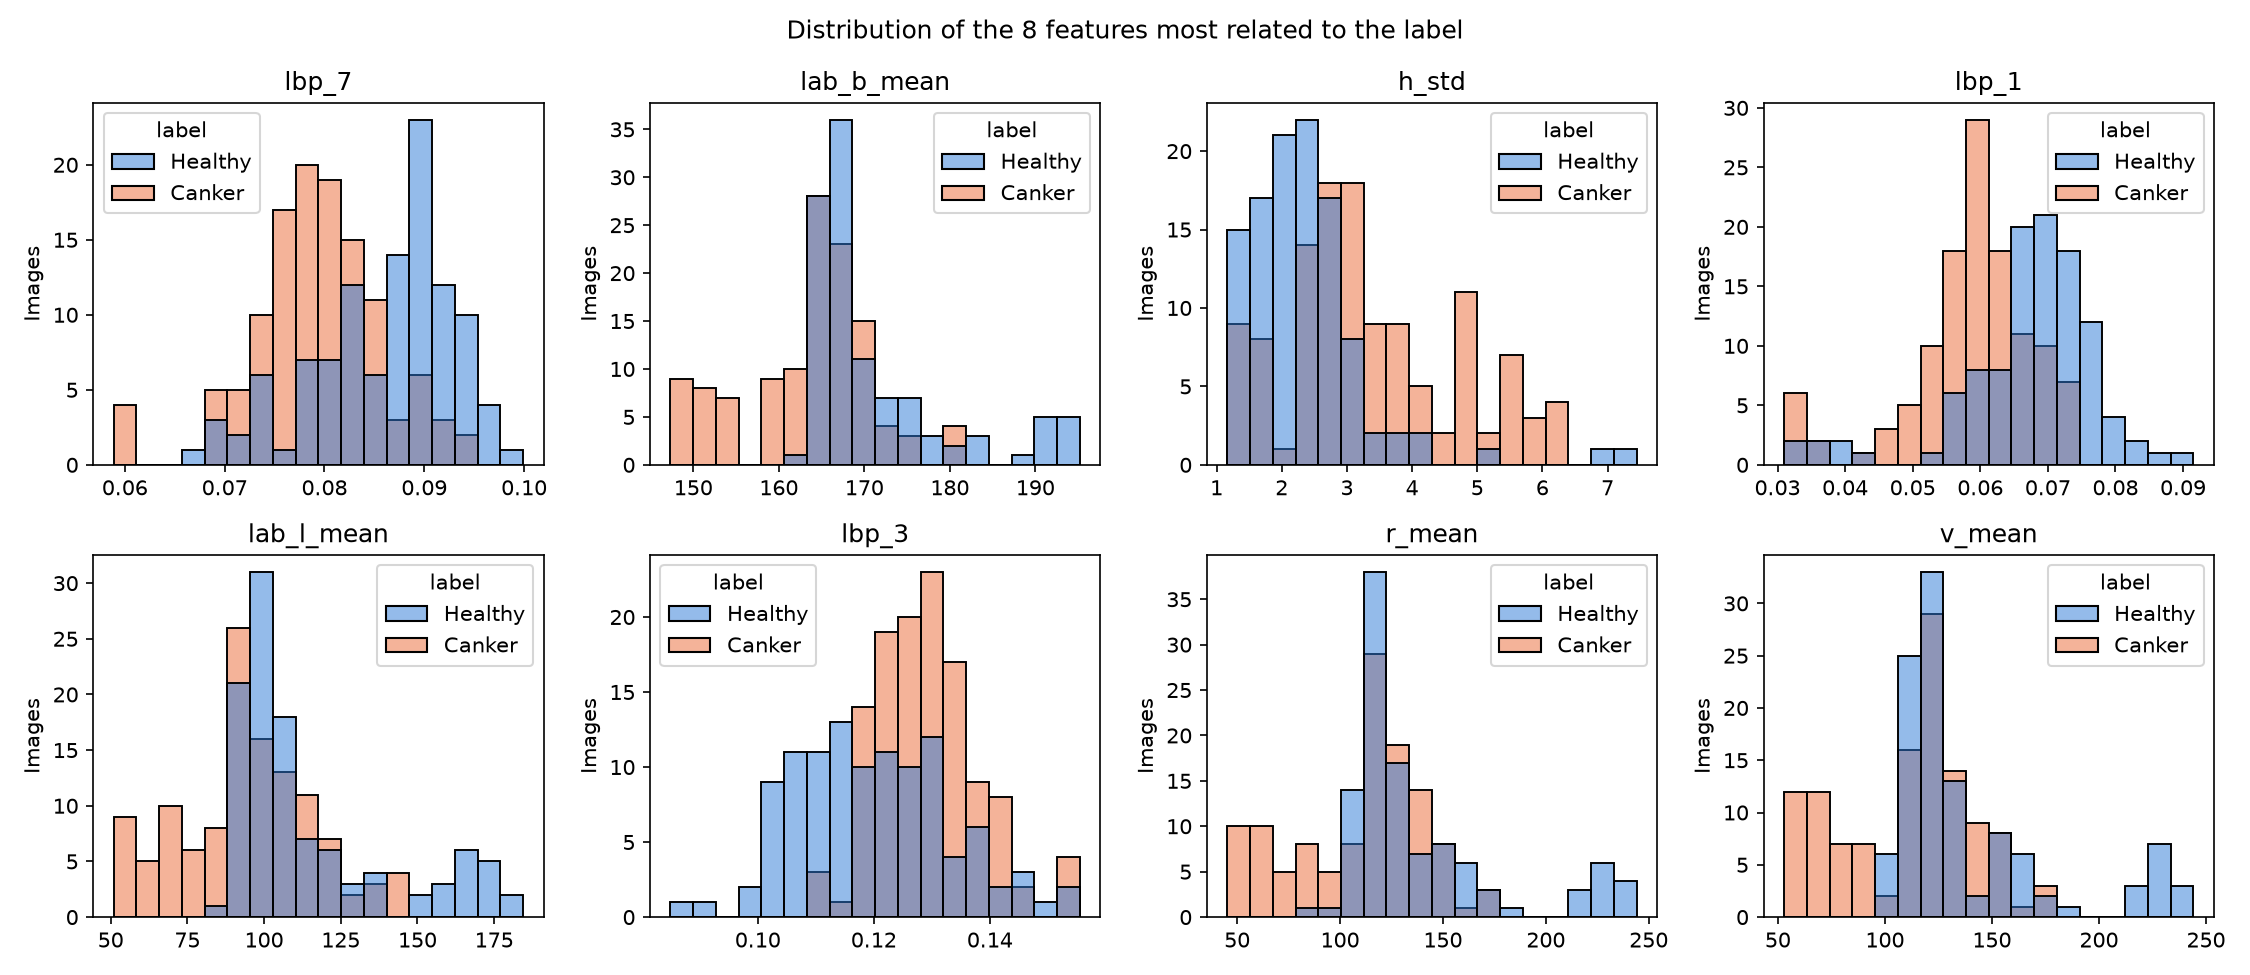 Distribution of the 8 features most related to the label
lbp_7
label
Healthy
Canker
Images
0
5
10
15
20
0.06 0.07 0.08 0.09 0.10
lab_b_mean
label
Healthy
Canker
Images
0
5
10
15
20
25
30
35
150 160 170 180 190
h_std
label
Healthy
Canker
Images
0
5
10
15
20
1 2 3 4 5 6 7
lbp_1
label
Healthy
Canker
Images
0
5
10
15
20
25
30
0.03 0.04 0.05 0.06 0.07 0.08 0.09
lab_l_mean
label
Healthy
Canker
Images
0
5
10
15
20
25
30
50 75 100 125 150 175
lbp_3
label
Healthy
Canker
Images
0
5
10
15
20
0.10 0.12 0.14
r_mean
label
Healthy
Canker
Images
0
5
10
15
20
25
30
35
50 100 150 200 250
v_mean
label
Healthy
Canker
Images
0
5
10
15
20
25
30
50 100 150 200 250